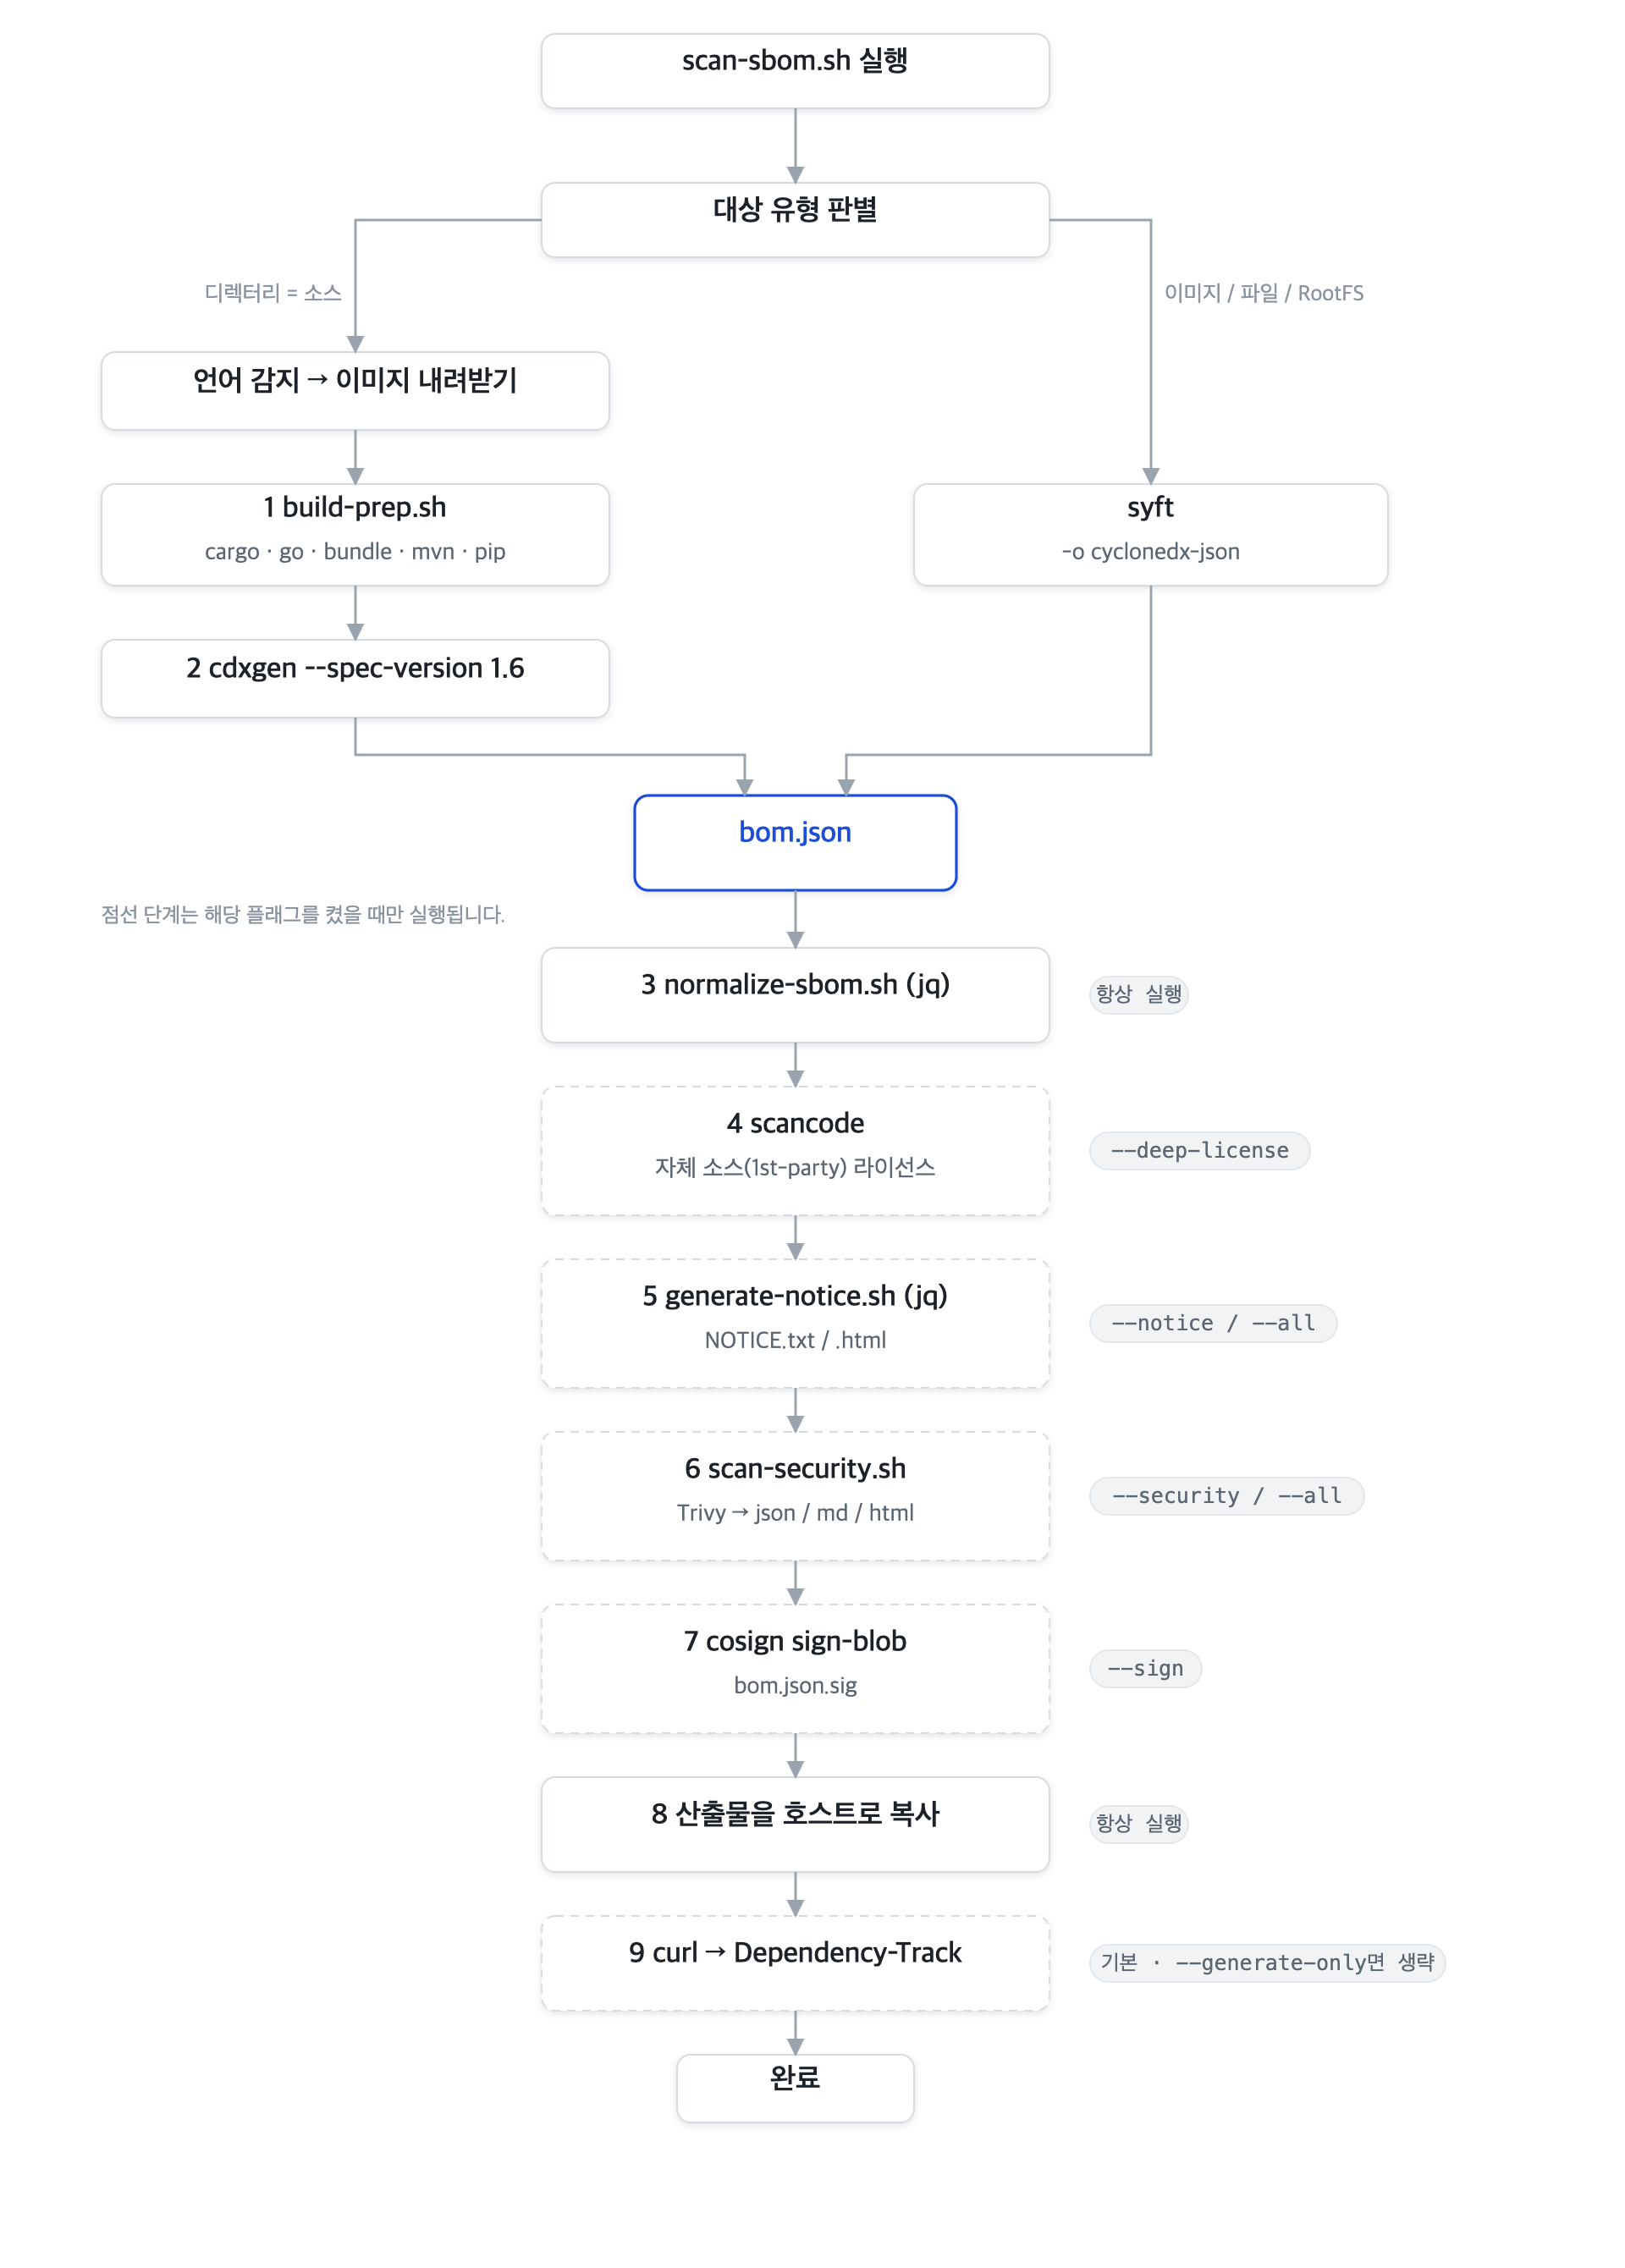 scan-sbom.sh 실행
대상 유형 판별
디렉터리 = 소스
이미지 / 파일 / RootFS
언어 감지 → 이미지 내려받기
1 build-prep.sh
cargo · go · bundle · mvn · pip
syft
-o cyclonedx-json
2 cdxgen --spec-version 1.6
bom.json
점선 단계는 해당 플래그를 켰을 때만 실행됩니다.
3 normalize-sbom.sh (jq)
항상 실행
4 scancode
자체 소스(1st-party) 라이선스
--deep-license
5 generate-notice.sh (jq)
NOTICE.txt / .html
--notice / --all
6 scan-security.sh
Trivy → json / md / html
--security / --all
7 cosign sign-blob
bom.json.sig
--sign
8 산출물을 호스트로 복사
항상 실행
9 curl → Dependency-Track
기본 · --generate-only면 생략
완료